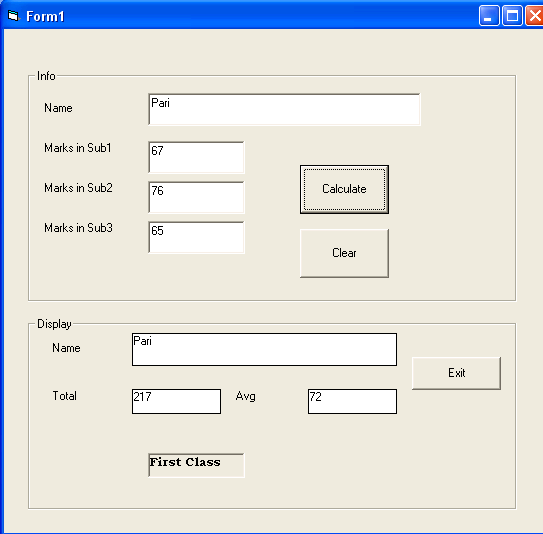 Form1
Info
Name Pari
Marks in Sub1 67
Marks in Sub2 76
Calculate
Marks in Sub3 65
Clear
Display
Name Pari
Exit
Total 217 Avg 72
First Class